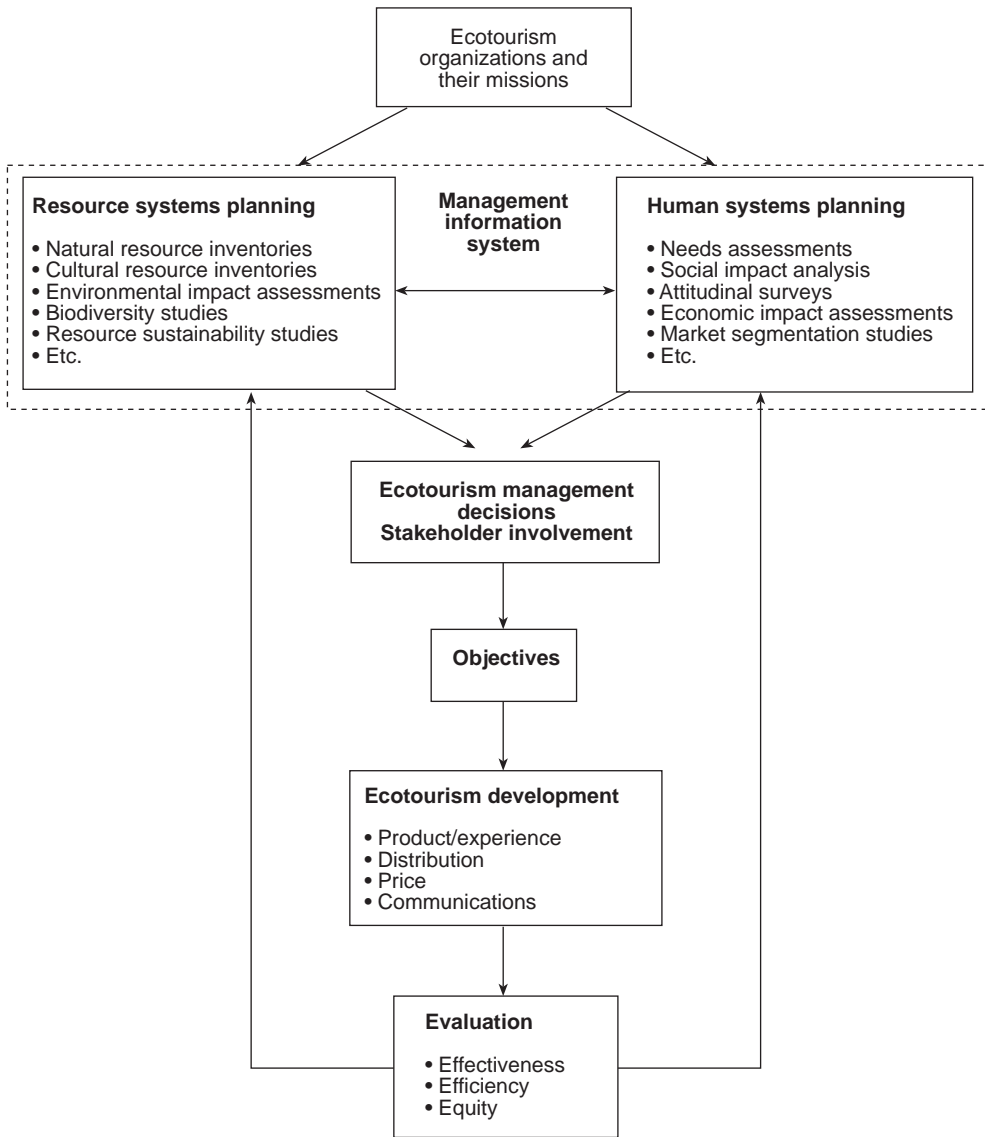 Ecotourism
organizations and
their missions
Resource systems planning
• Natural resource inventories
• Cultural resource inventories
• Environmental impact assessments
• Biodiversity studies
• Resource sustainability studies
• Etc.
Management
information
system
Human systems planning
• Needs assessments
• Social impact analysis
• Attitudinal surveys
• Economic impact assessments
• Market segmentation studies
• Etc.
Ecotourism management
decisions
Stakeholder involvement
Objectives
Ecotourism development
• Product/experience
• Distribution
• Price
• Communications
Evaluation
• Effectiveness
• Efficiency
• Equity